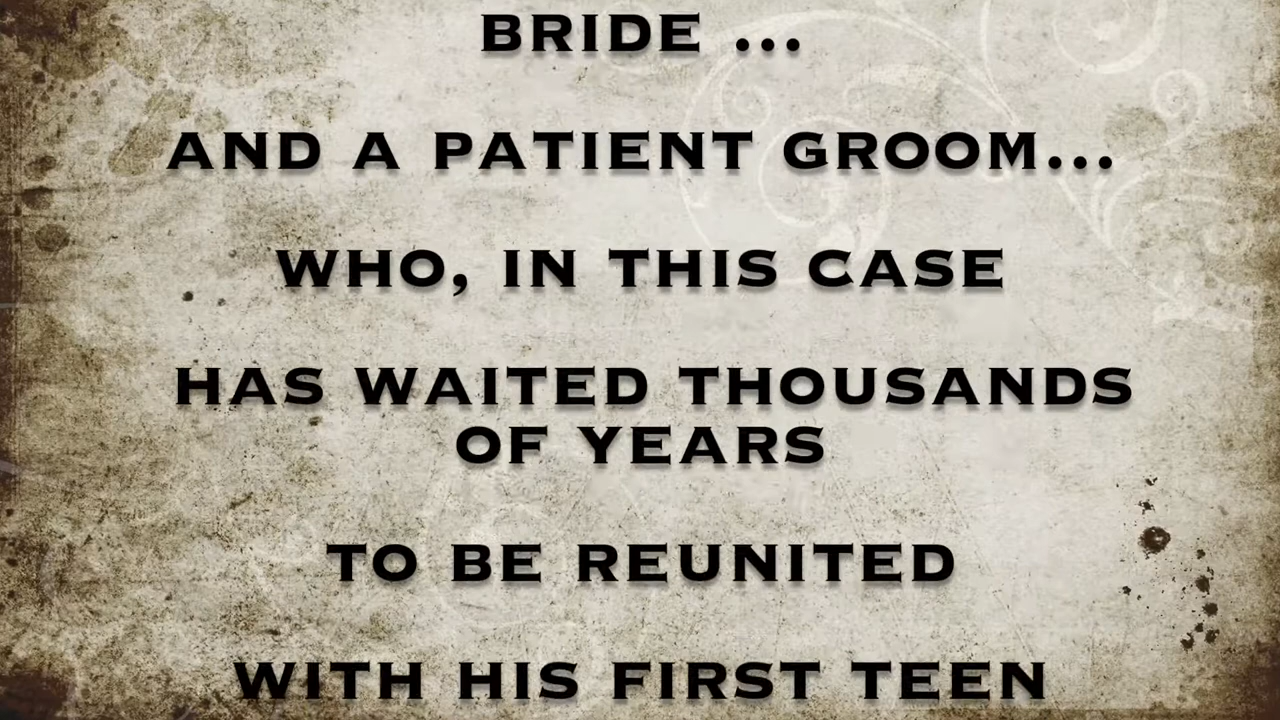 BRIDE ...
AND A PATIENT GROOM...
WHO, IN THIS CASE
HAS WAITED THOUSANDS
OF YEARS
TO BE REUNITED
WITH HIS FIRST TEEN